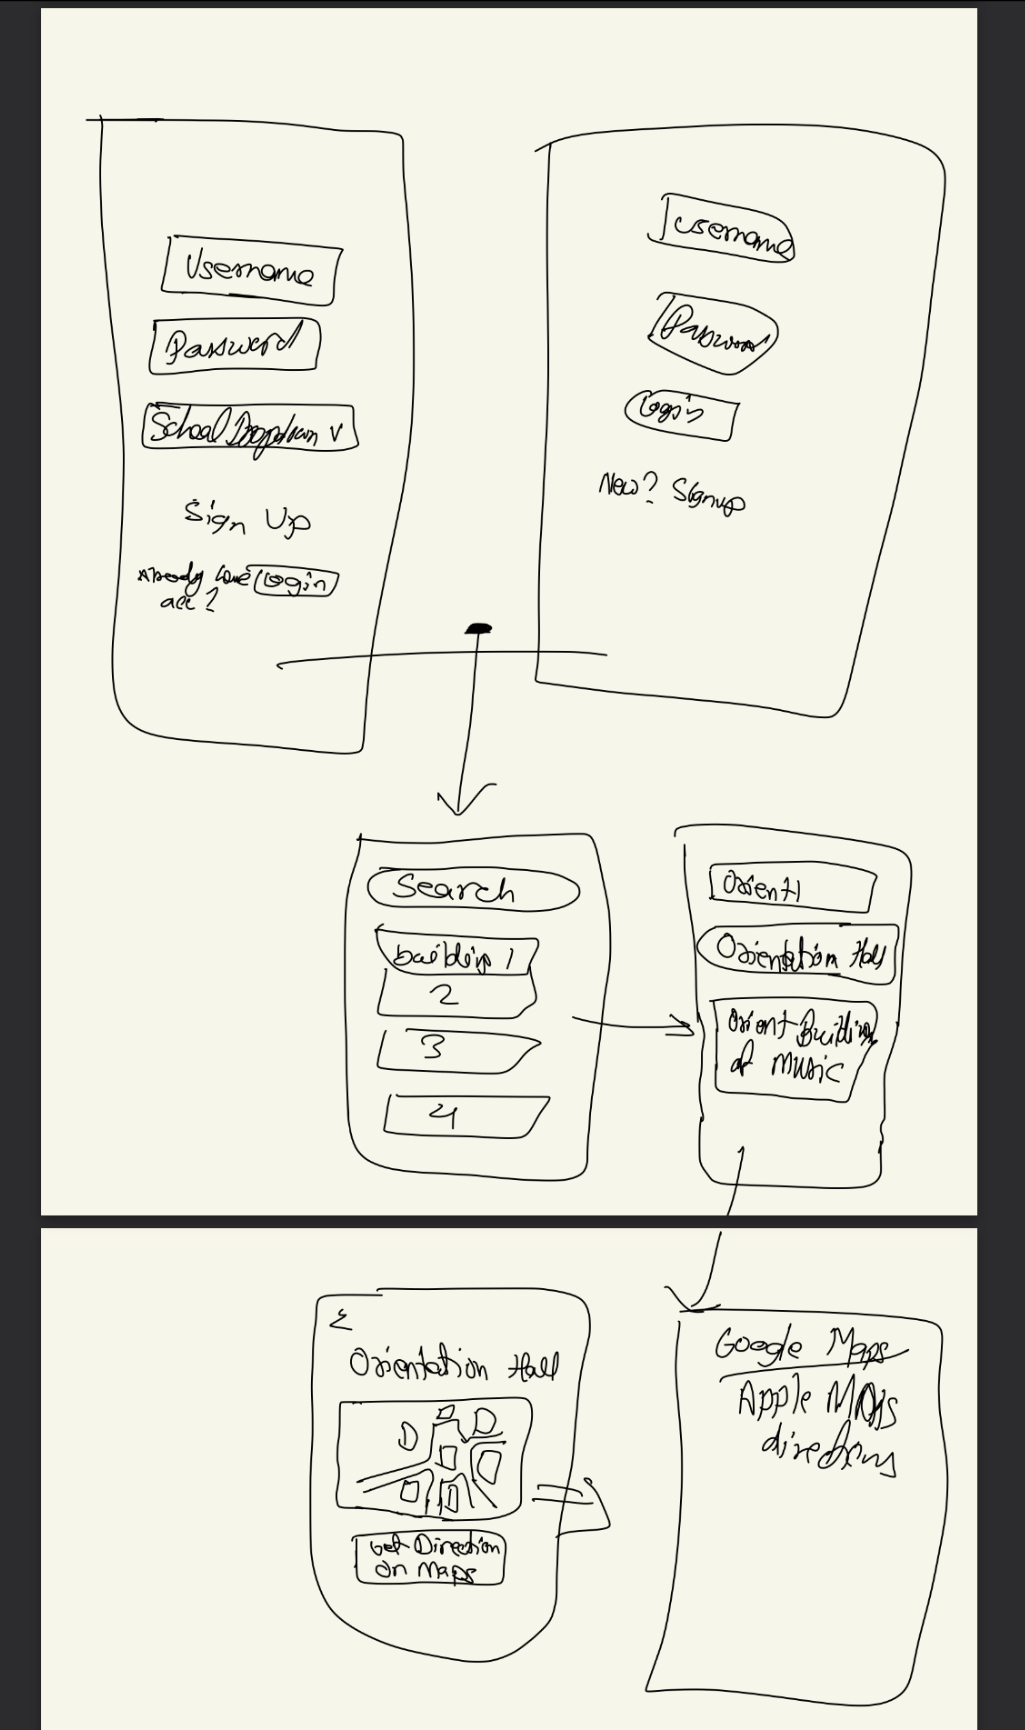 Username
Password
School Dropdown v
Sign Up
Already have Login
acc?
Username
Password
Login
New? Signup
Search
building 1
2
3
4
Orient|
Orientation Hall
Orient Building
of Music
Orientation Hall
Get Direction
on Maps
Google Maps
Apple Maps
directions